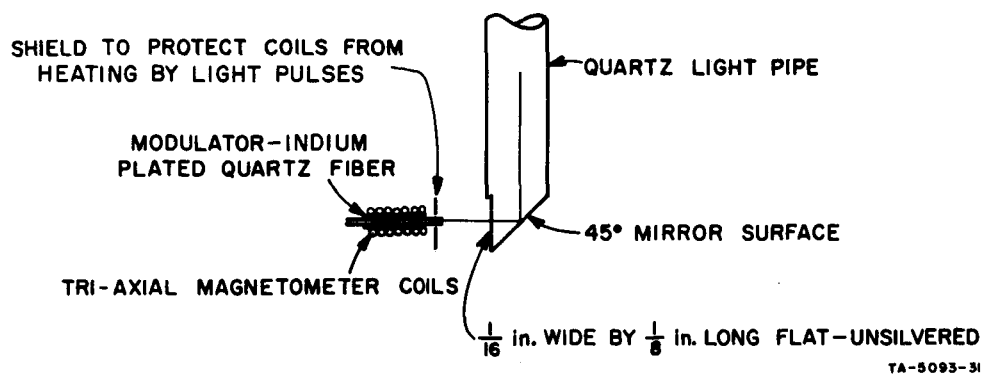 SHIELD TO PROTECT COILS FROM
HEATING BY LIGHT PULSES
QUARTZ LIGHT PIPE
MODULATOR-INDIUM
PLATED QUARTZ FIBER
45° MIRROR SURFACE
TRI-AXIAL MAGNETOMETER COILS
1/16 in. WIDE BY 1/8 in. LONG FLAT-UNSILVERED
TA-5093-31